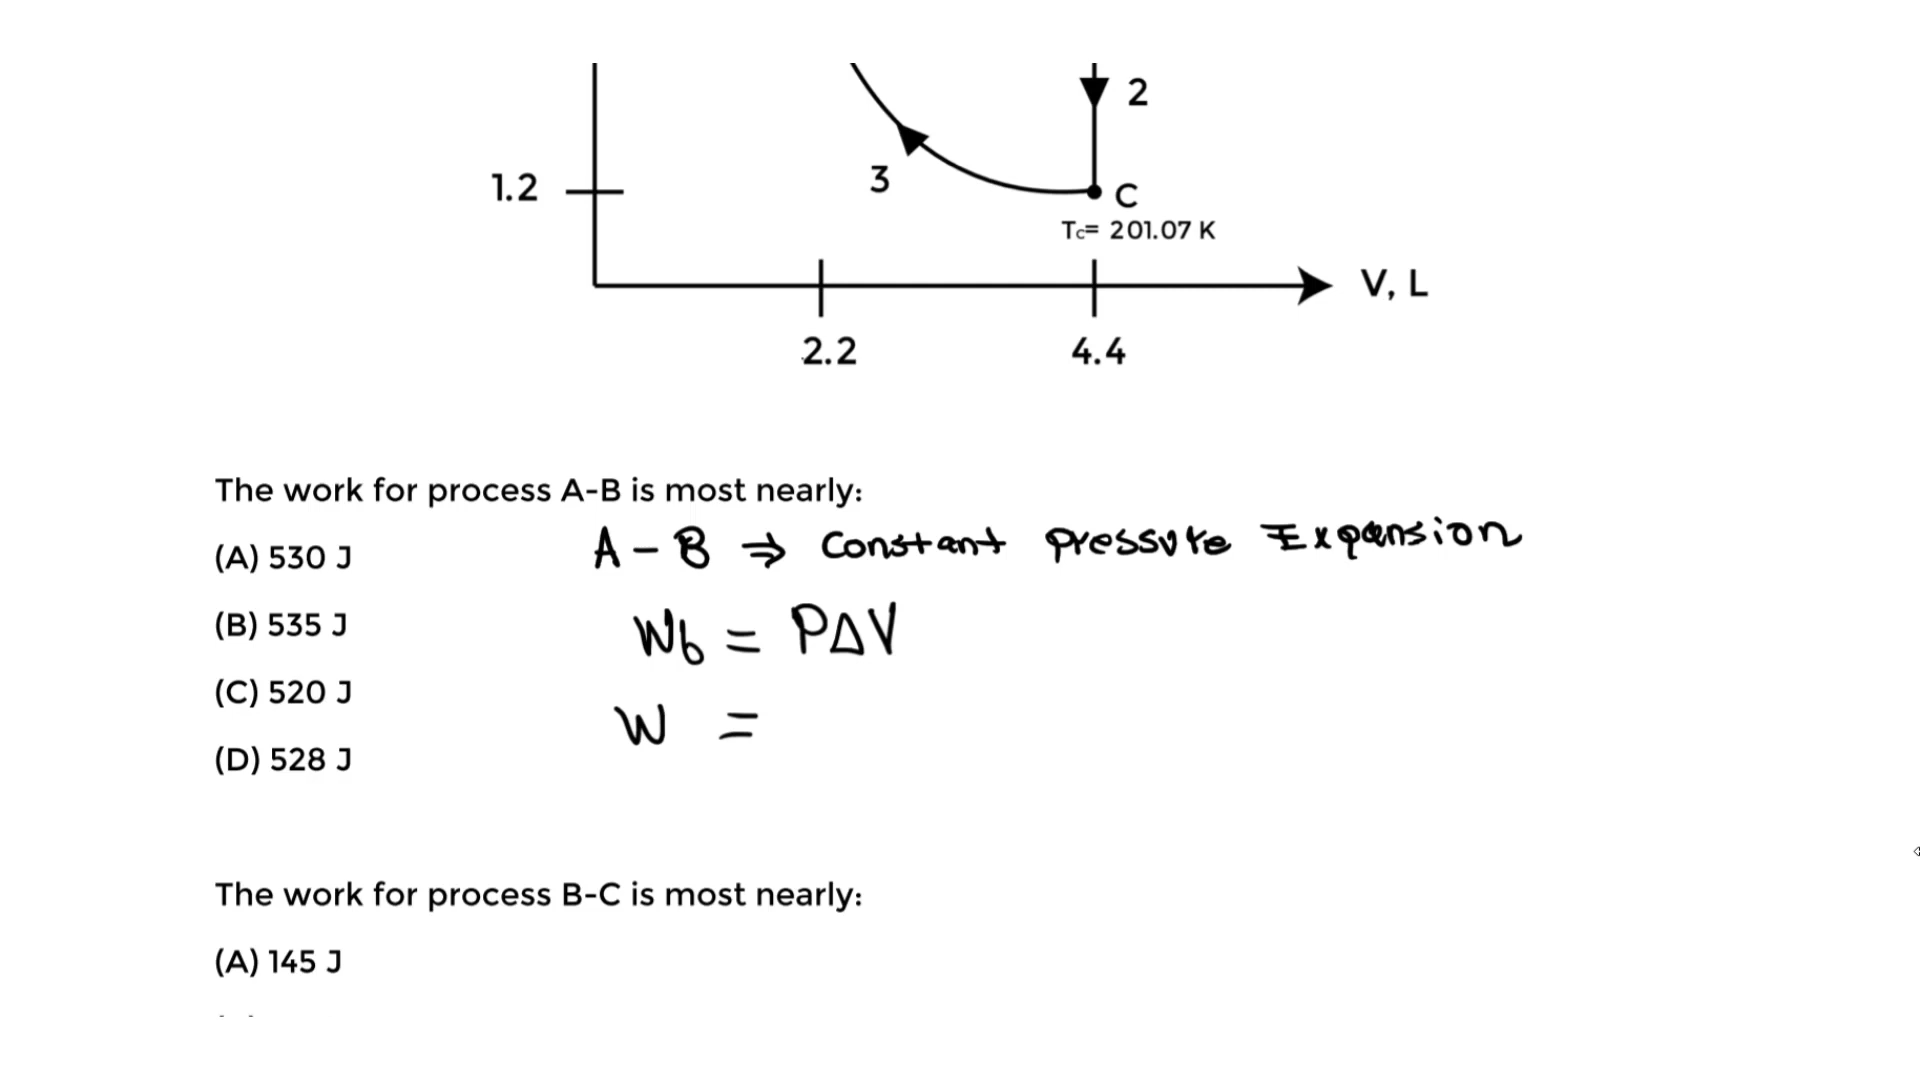 2
1.2
3
C
Tc= 201.07 K
V, L
2.2
4.4
The work for process A-B is most nearly:
A - B ⇒ Constant Pressure Expansion
(A) 530 J
Wb = PΔV
(B) 535 J
(C) 520 J
W =
(D) 528 J
The work for process B-C is most nearly:
(A) 145 J